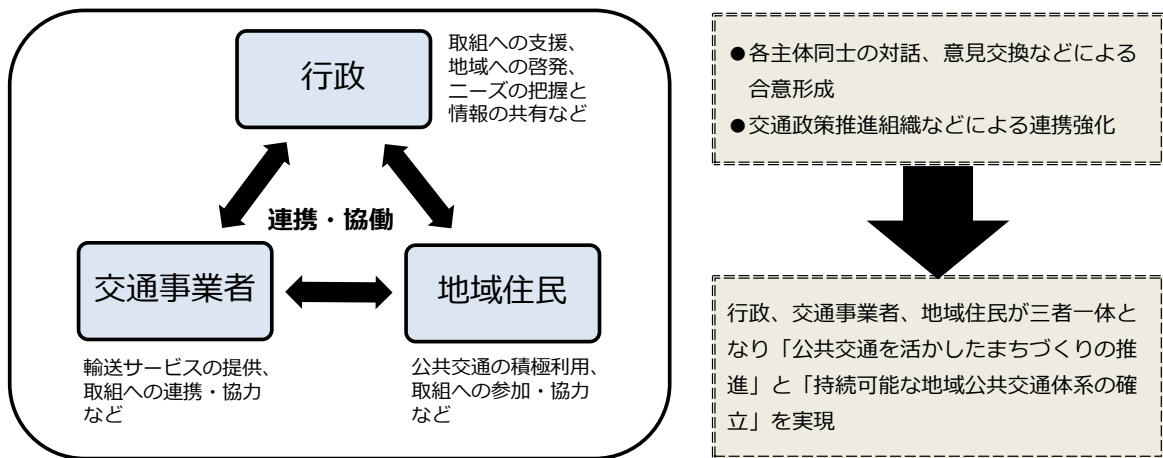 行政
取組への支援、
地域への啓発、
ニーズの把握と
情報の共有など
連携・協働
交通事業者
地域住民
輸送サービスの提供、
取組への連携・協力
など
公共交通の積極利用、
取組への参加・協力
など
●各主体同士の対話、意見交換などによる
合意形成
●交通政策推進組織などによる連携強化
行政、交通事業者、地域住民が三者一体と
なり「公共交通を活かしたまちづくりの推
進」と「持続可能な地域公共交通体系の確
立」を実現